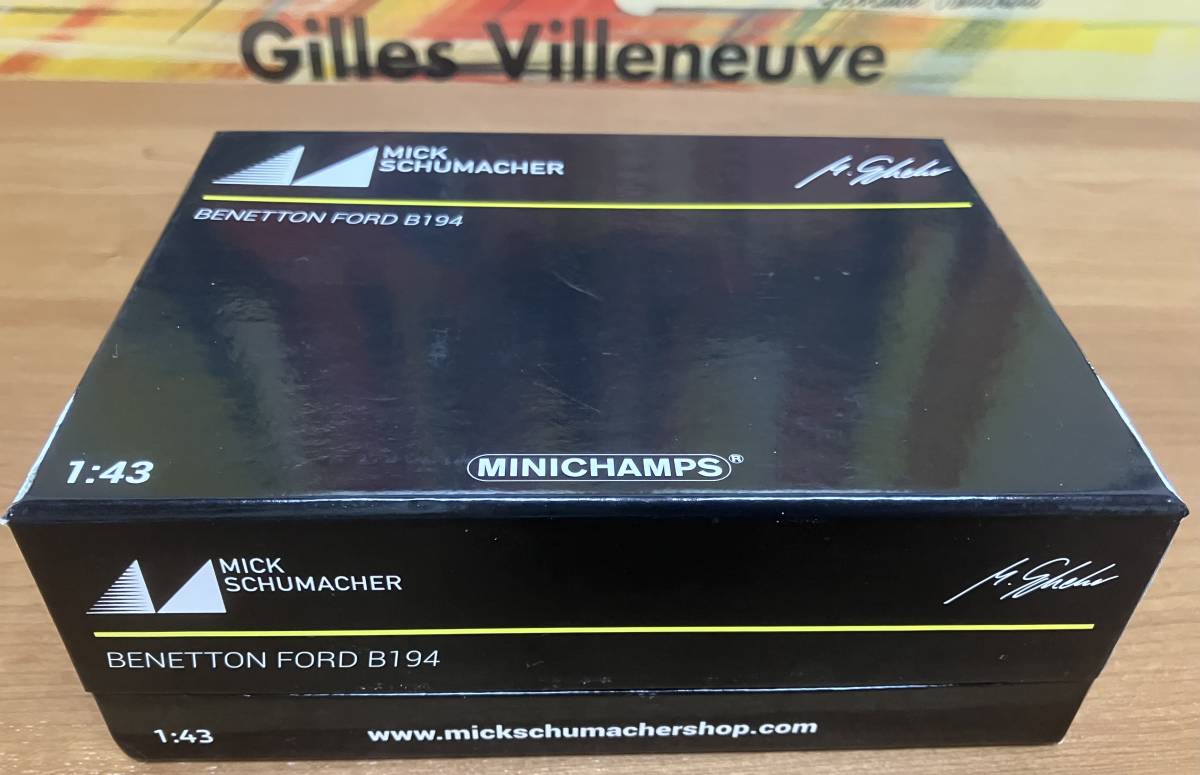 Gilles Villeneuve
MICK
SCHUMACHER
BENETTON FORD B194
1:43
MINICHAMPS®
MICK
SCHUMACHER
BENETTON FORD B194
1:43
www.mickschumachershop.com